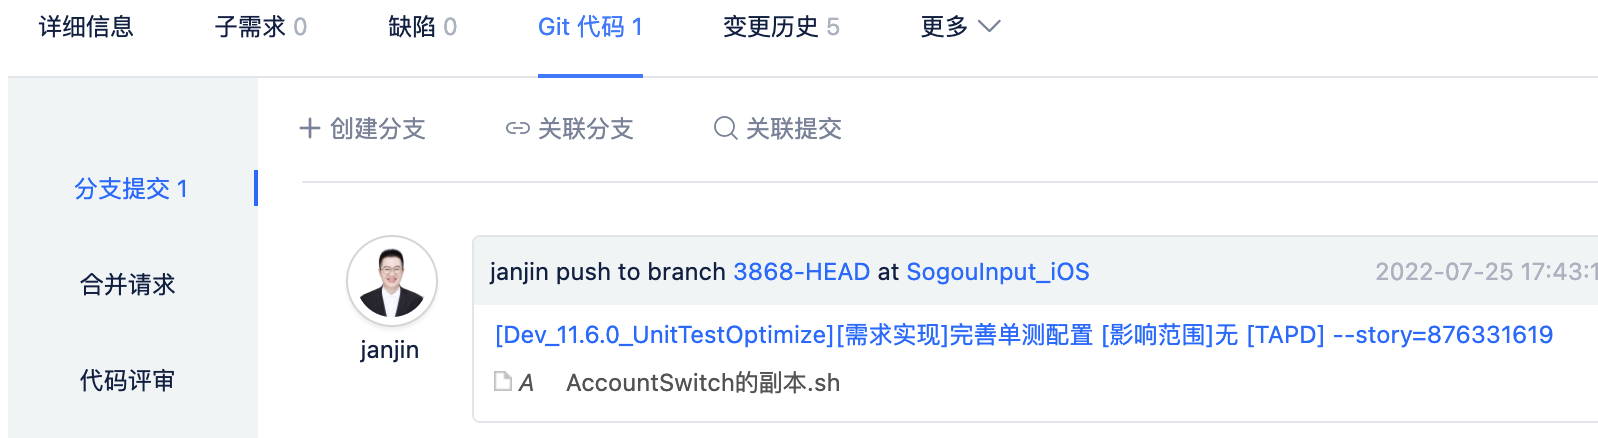 详细信息 子需求 0 缺陷 0 Git 代码 1 变更历史 5 更多
创建分支 关联分支 关联提交
分支提交 1
合并请求
代码评审
janjin
janjin push to branch 3868-HEAD at SogouInput_iOS 2022-07-25 17:43:1
[Dev_11.6.0_UnitTestOptimize][需求实现]完善单测配置 [影响范围]无 [TAPD] --story=876331619
A AccountSwitch的副本.sh